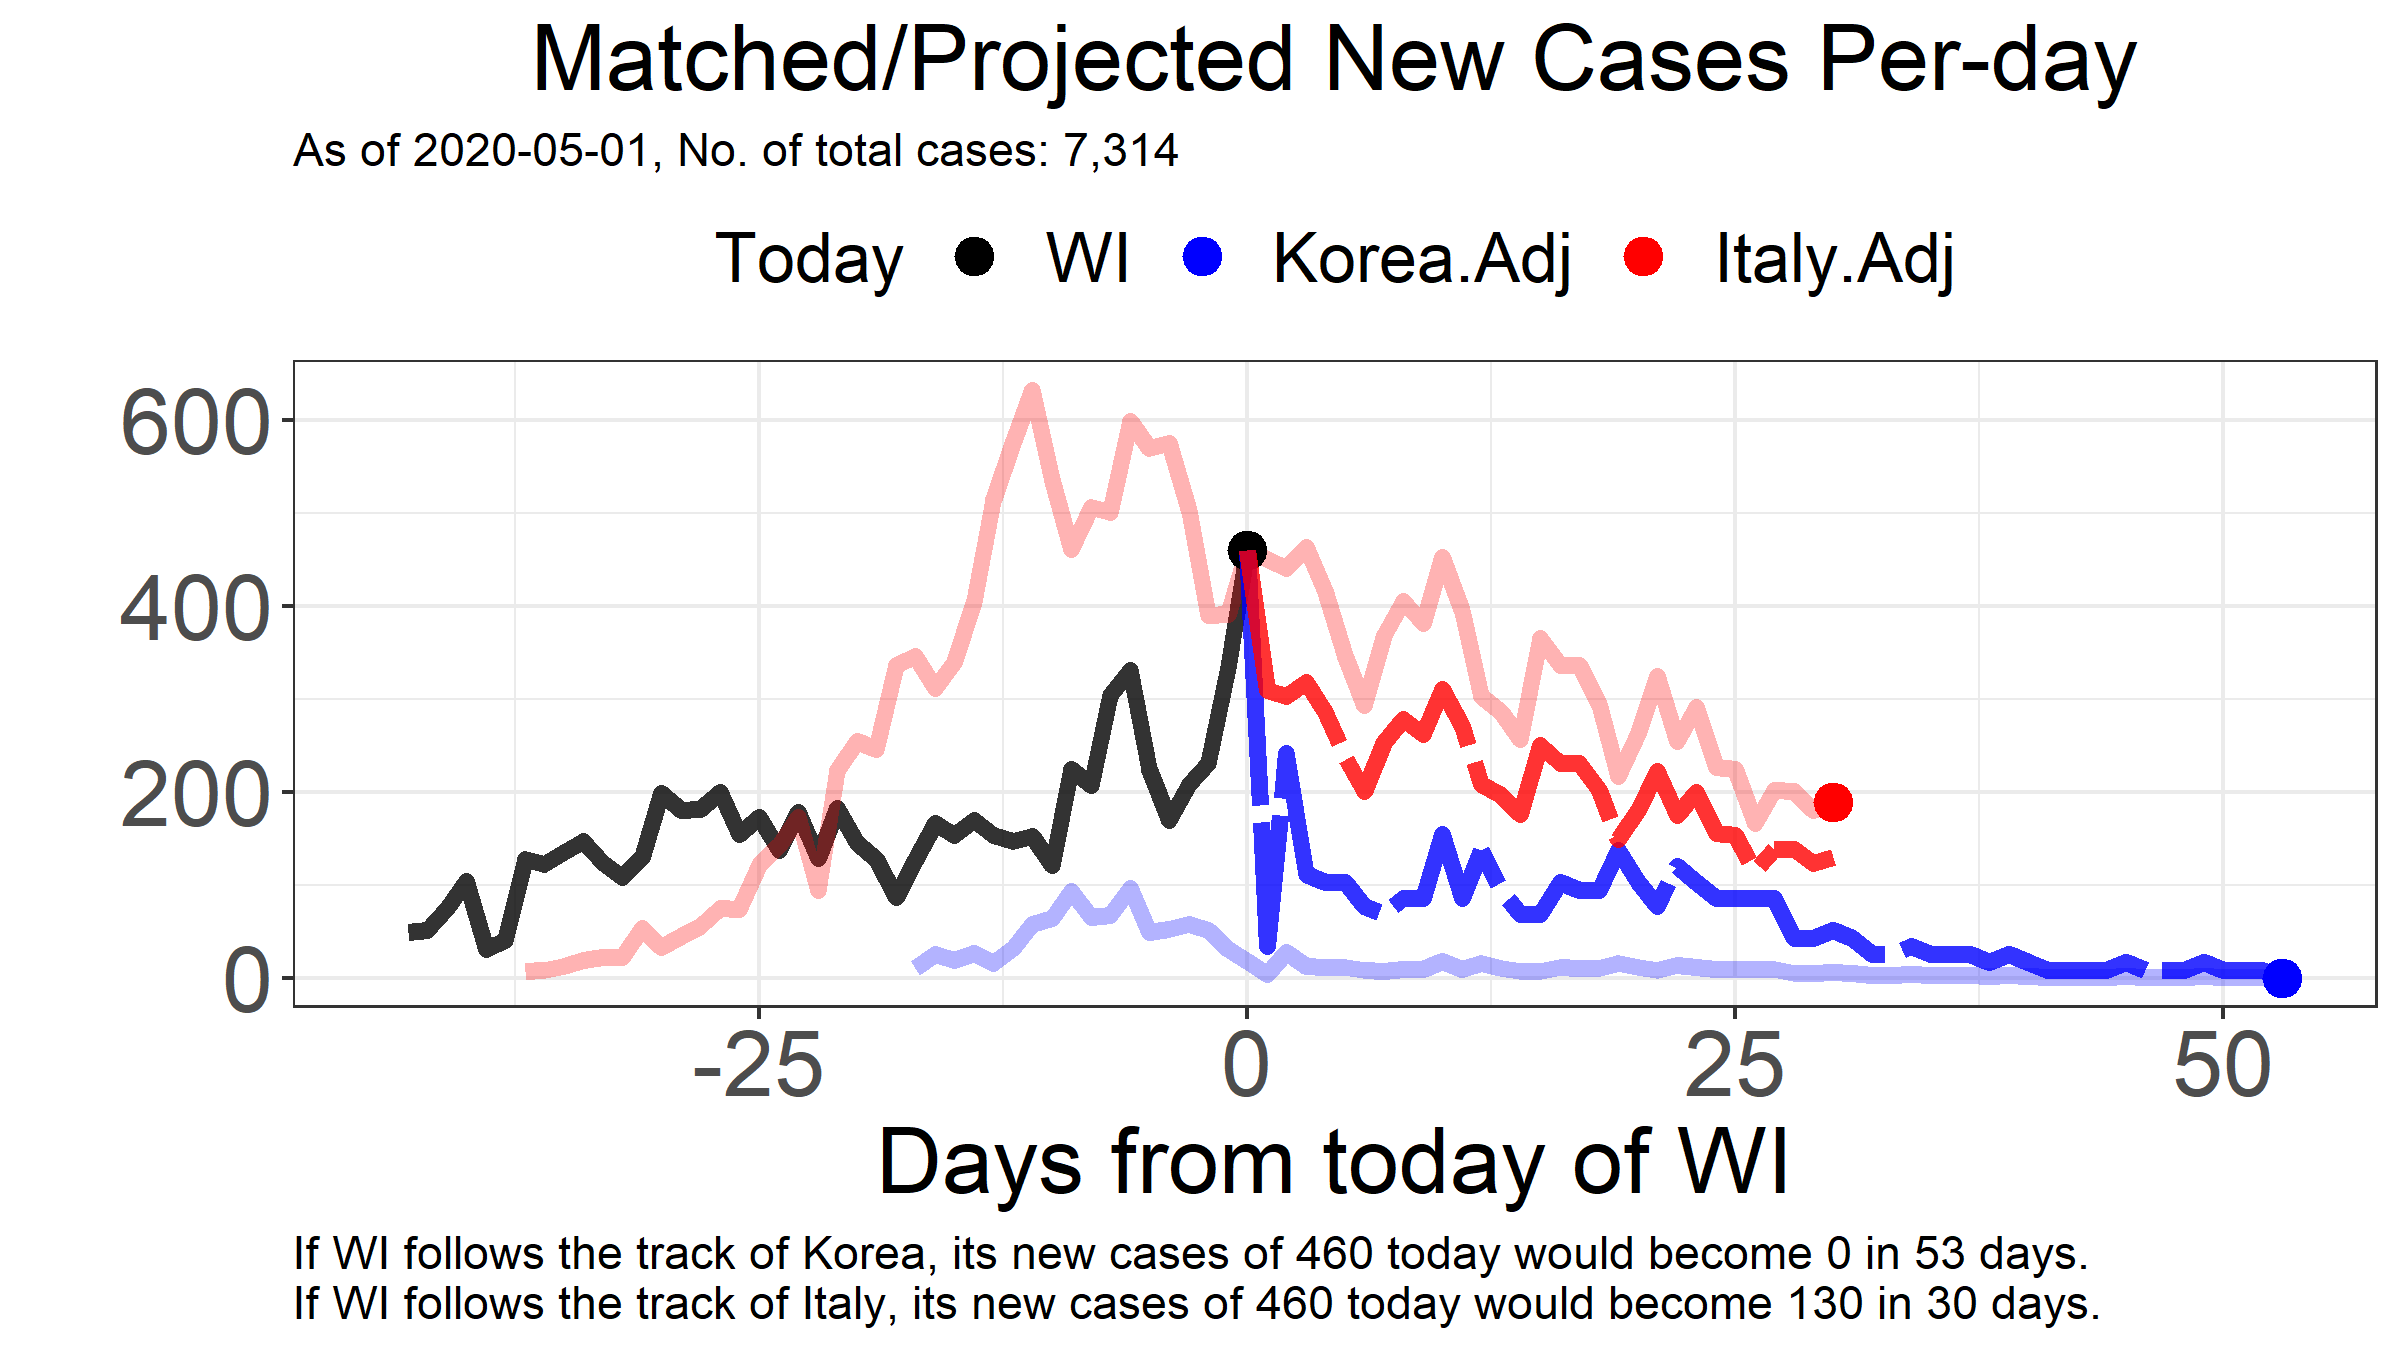 Matched/Projected New Cases Per-day
As of 2020-05-01, No. of total cases: 7,314
Today WI Korea.Adj Italy.Adj
600
400
200
0
-25 0 25 50
Days from today of WI
If WI follows the track of Korea, its new cases of 460 today would become 0 in 53 days.
If WI follows the track of Italy, its new cases of 460 today would become 130 in 30 days.